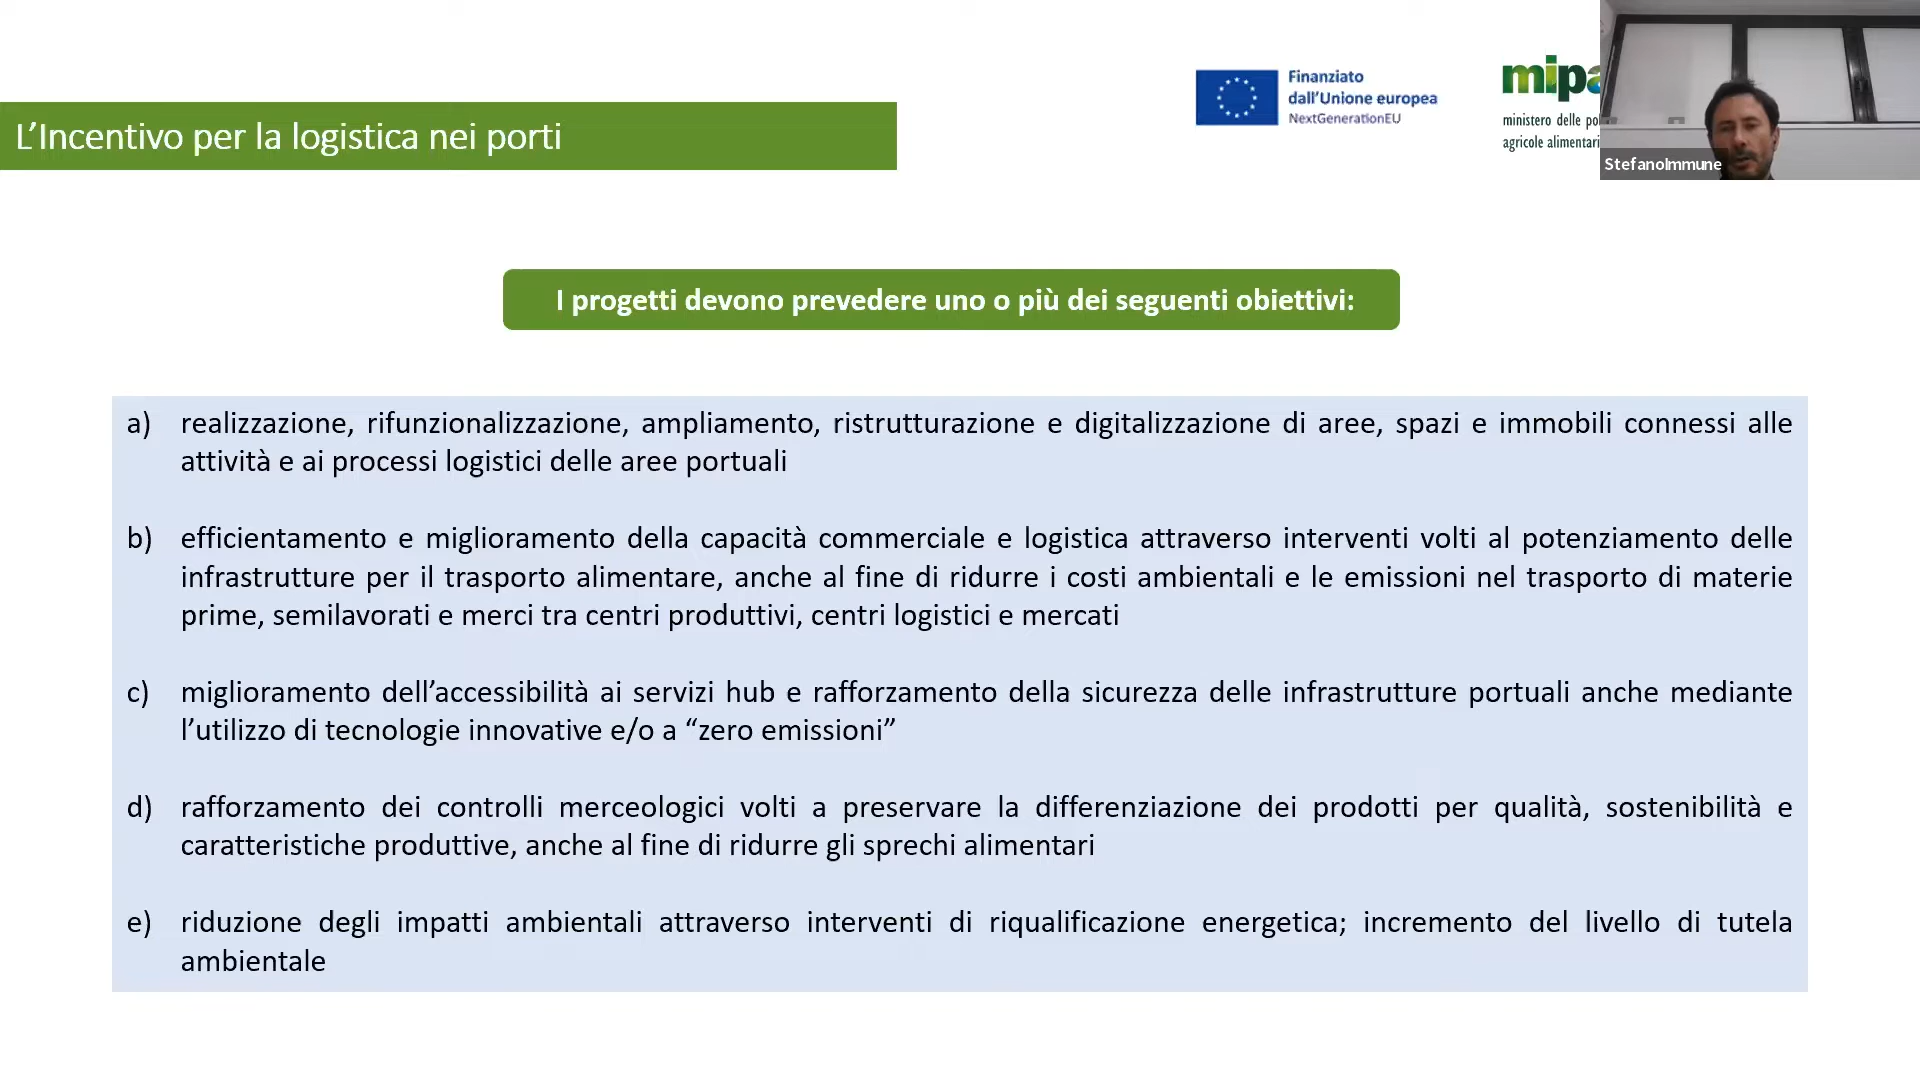 Finanziato
dall'Unione europea
NextGenerationEU
mipa
ministero delle
agricole alimentari
StefanoImmune
L'Incentivo per la logistica nei porti
I progetti devono prevedere uno o più dei seguenti obiettivi:
a) realizzazione, rifunzionalizzazione, ampliamento, ristrutturazione e digitalizzazione di aree, spazi e immobili connessi alle
attività e ai processi logistici delle aree portuali
b) efficientamento e miglioramento della capacità commerciale e logistica attraverso interventi volti al potenziamento delle
infrastrutture per il trasporto alimentare, anche al fine di ridurre i costi ambientali e le emissioni nel trasporto di materie
prime, semilavorati e merci tra centri produttivi, centri logistici e mercati
c) miglioramento dell'accessibilità ai servizi hub e rafforzamento della sicurezza delle infrastrutture portuali anche mediante
l'utilizzo di tecnologie innovative e/o a “zero emissioni”
d) rafforzamento dei controlli merceologici volti a preservare la differenziazione dei prodotti per qualità, sostenibilità e
caratteristiche produttive, anche al fine di ridurre gli sprechi alimentari
e) riduzione degli impatti ambientali attraverso interventi di riqualificazione energetica; incremento del livello di tutela
ambientale